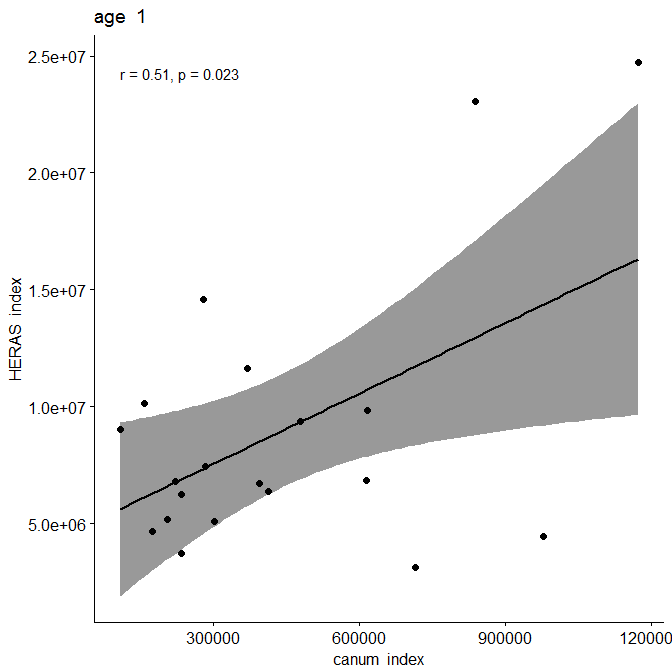 age 1
r = 0.51, p = 0.023
2.5e+07
2.0e+07
1.5e+07
1.0e+07
5.0e+06
HERAS index
300000
600000
900000
1200000
canum index